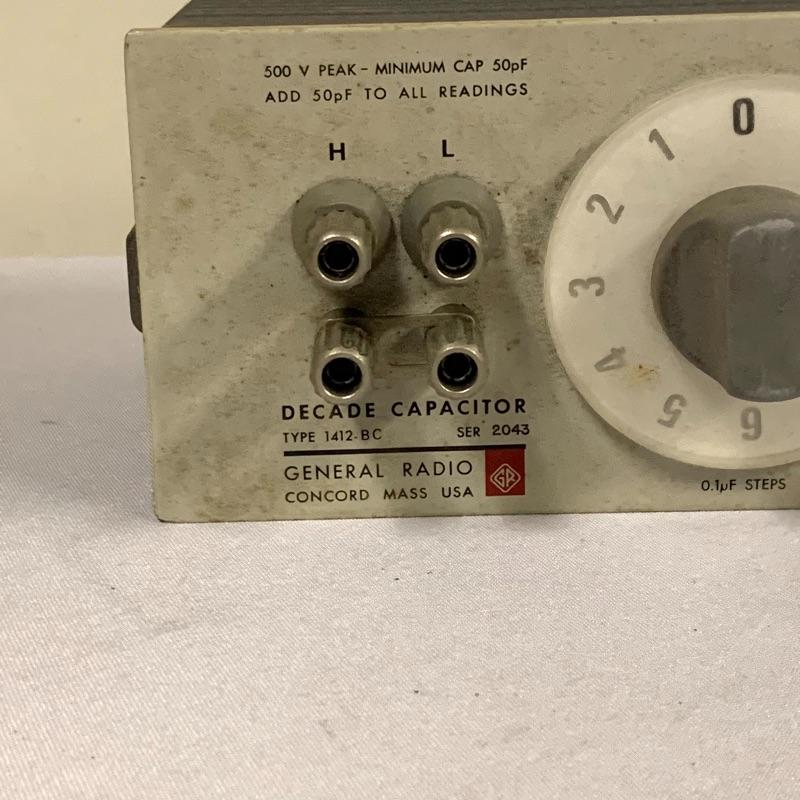 500 V PEAK - MINIMUM CAP 50pF
ADD 50pF TO ALL READINGS
H L
0
1
2
3
4
5
6
DECADE CAPACITOR
TYPE 1412-BC SER 2043
GENERAL RADIO
CONCORD MASS USA
GR
0.1µF STEPS